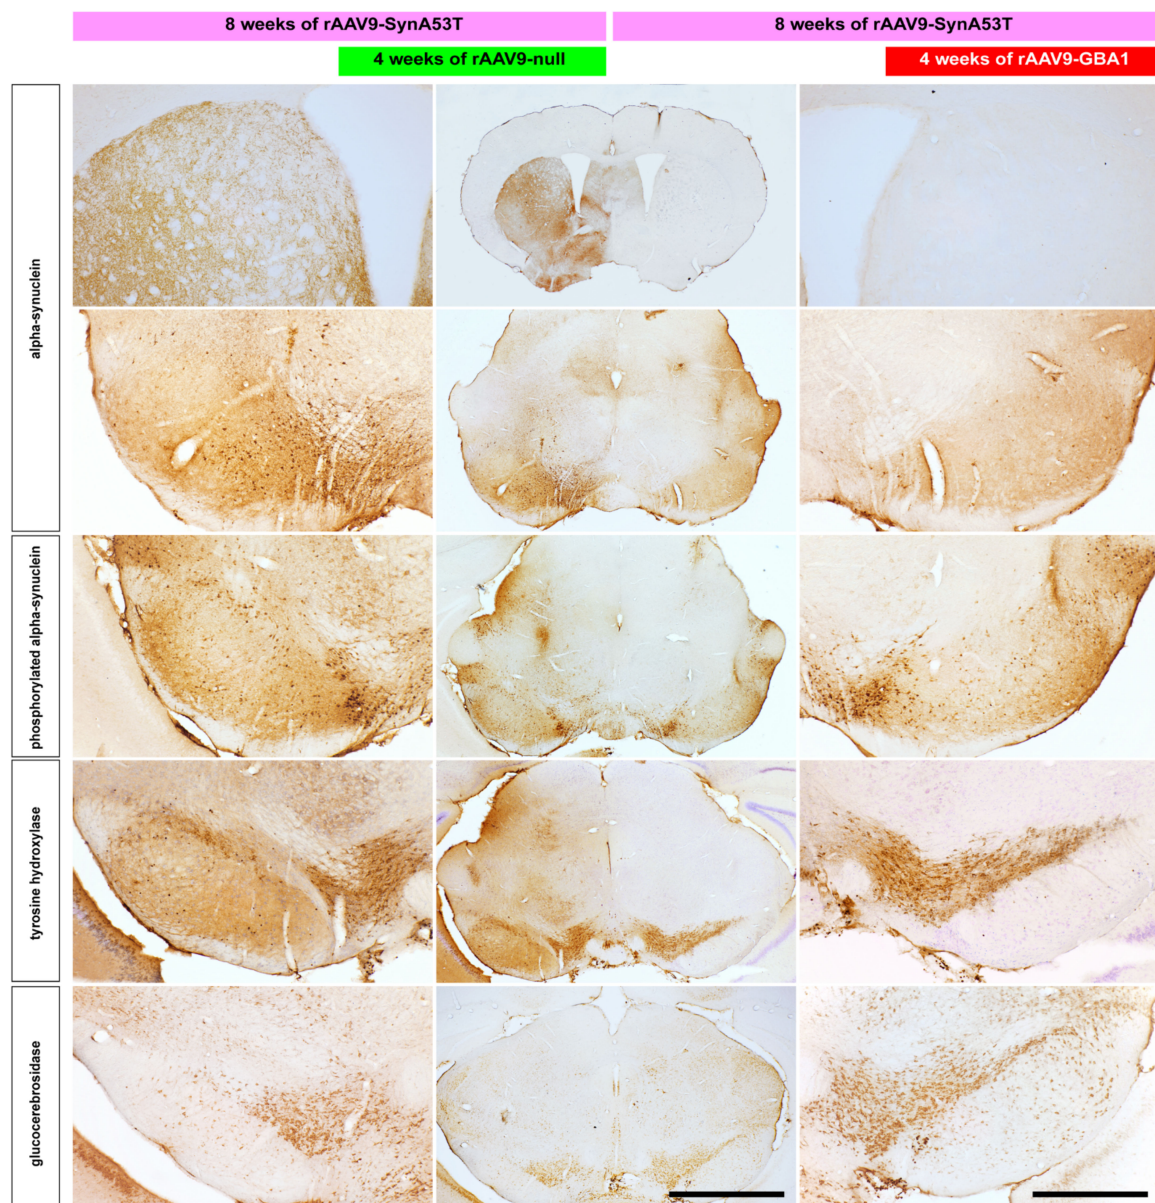 8 weeks of rAAV9-SynA53T
8 weeks of rAAV9-SynA53T
4 weeks of rAAV9-null
4 weeks of rAAV9-GBA1
alpha-synuclein
phosphorylated alpha-synuclein
tyrosine hydroxylase
glucocerebrosidase